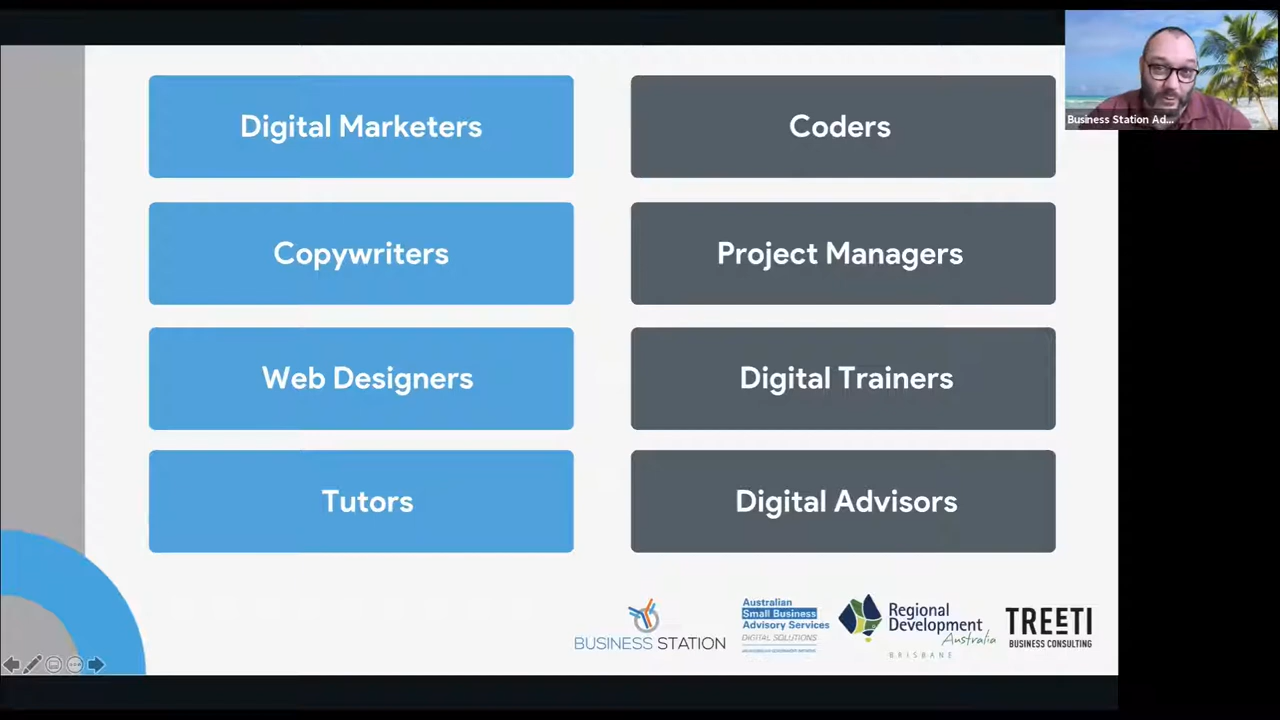 Digital Marketers
Coders
Copywriters
Project Managers
Web Designers
Digital Trainers
Tutors
Digital Advisors
Business Station Ad...
BUSINESS STATION
Australian
Small Business
Advisory Services
DIGITAL SOLUTIONS
Regional
Development
Australia
BRISBANE
TREETI
BUSINESS CONSULTING